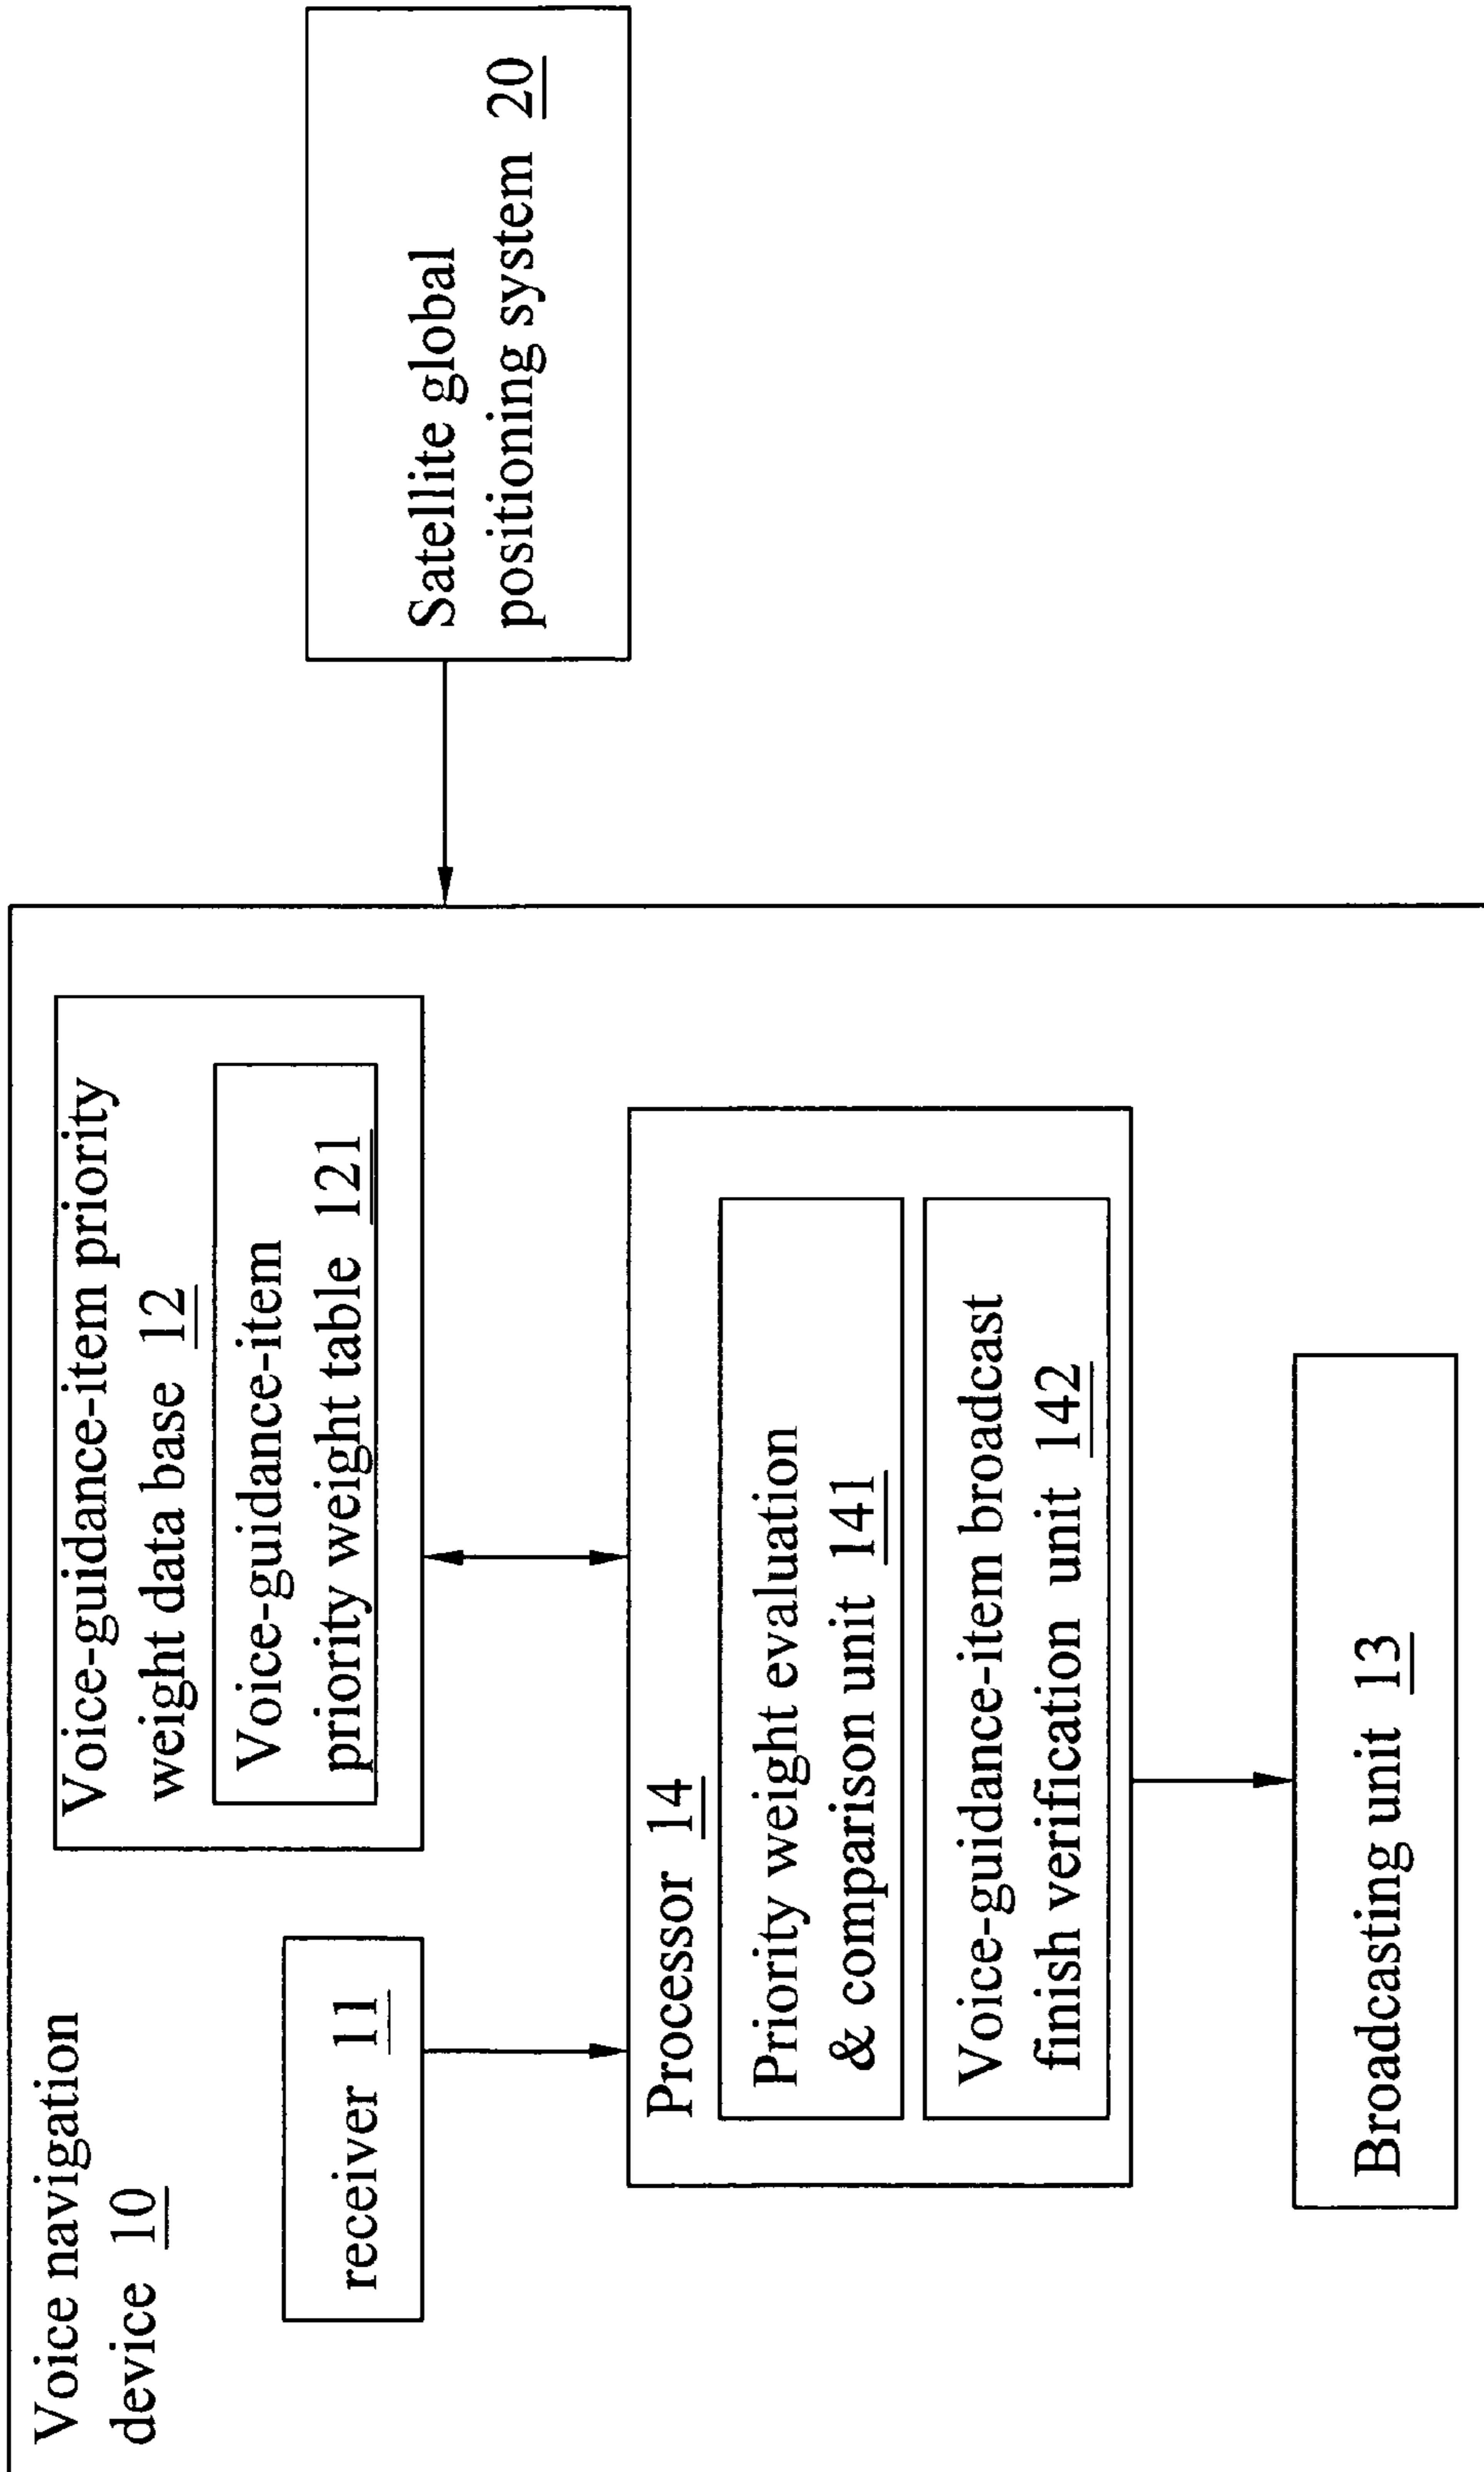 Voice navigation
device 10
receiver 11
Voice-guidance-item priority
weight data base 12
Voice-guidance-item
priority weight table 121
Processor 14
Priority weight evaluation
& comparison unit 141
Voice-guidance-item broadcast
finish verification unit 142
Broadcasting unit 13
Satellite global
positioning system 20